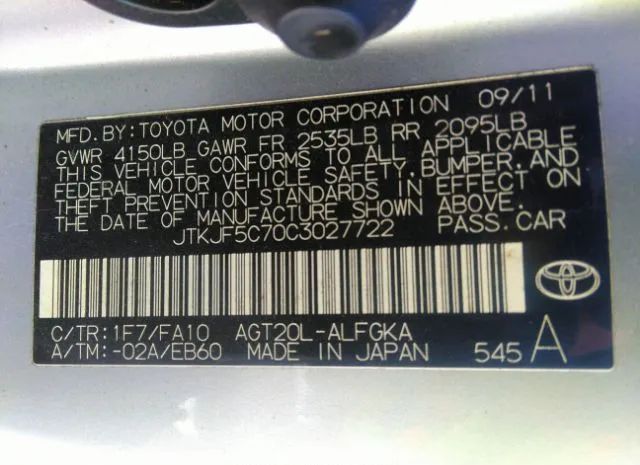 MFD.BY:TOYOTA MOTOR CORPORATION 09/11
GVWR 4150LB GAWR FR 2535LB RR 2095LB
THIS VEHICLE CONFORMS TO ALL APPLICABLE
FEDERAL MOTOR VEHICLE SAFETY,BUMPER,AND
THEFT PREVENTION STANDARDS IN EFFECT ON
THE DATE OF MANUFACTURE SHOWN ABOVE.
JTKJF5C70C3027722 PASS.CAR
C/TR:1F7/FA10 AGT20L-ALFGKA
A/TM:-02A/EB60 MADE IN JAPAN 545 A